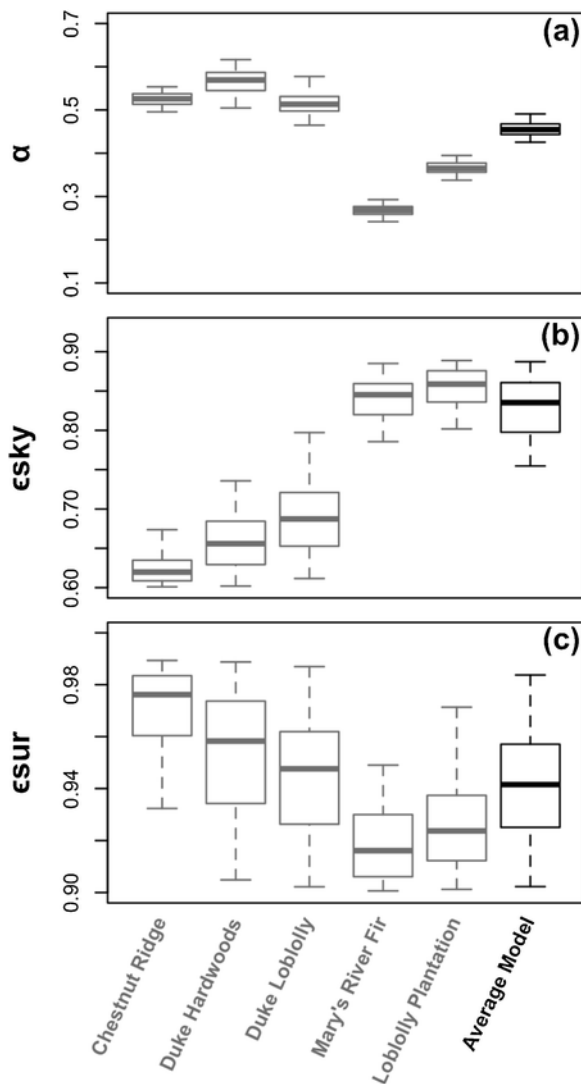 (a)
α
0.7
0.5
0.3
0.1
(b)
ϵsky
0.90
0.80
0.70
0.60
(c)
ϵsur
0.98
0.94
0.90
Chestnut Ridge
Duke Hardwoods
Duke Loblolly
Mary's River Fir
Loblolly Plantation
Average Model